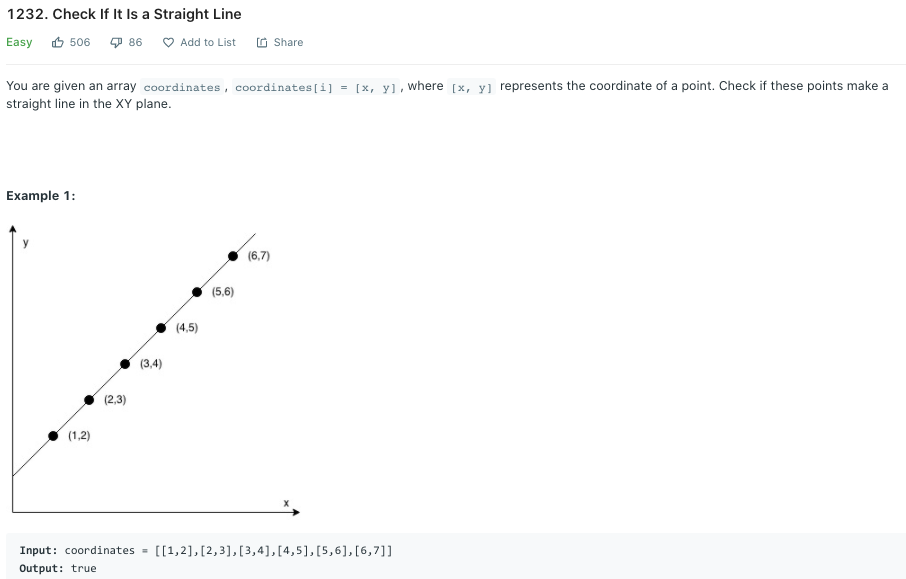 1232. Check If It Is a Straight Line
Easy 506 86 Add to List Share
You are given an array coordinates, coordinates[i] = [x, y], where [x, y] represents the coordinate of a point. Check if these points make a
straight line in the XY plane.
Example 1:
y
(6,7)
(5,6)
(4,5)
(3,4)
(2,3)
(1,2)
x
Input: coordinates = [[1,2],[2,3],[3,4],[4,5],[5,6],[6,7]]
Output: true